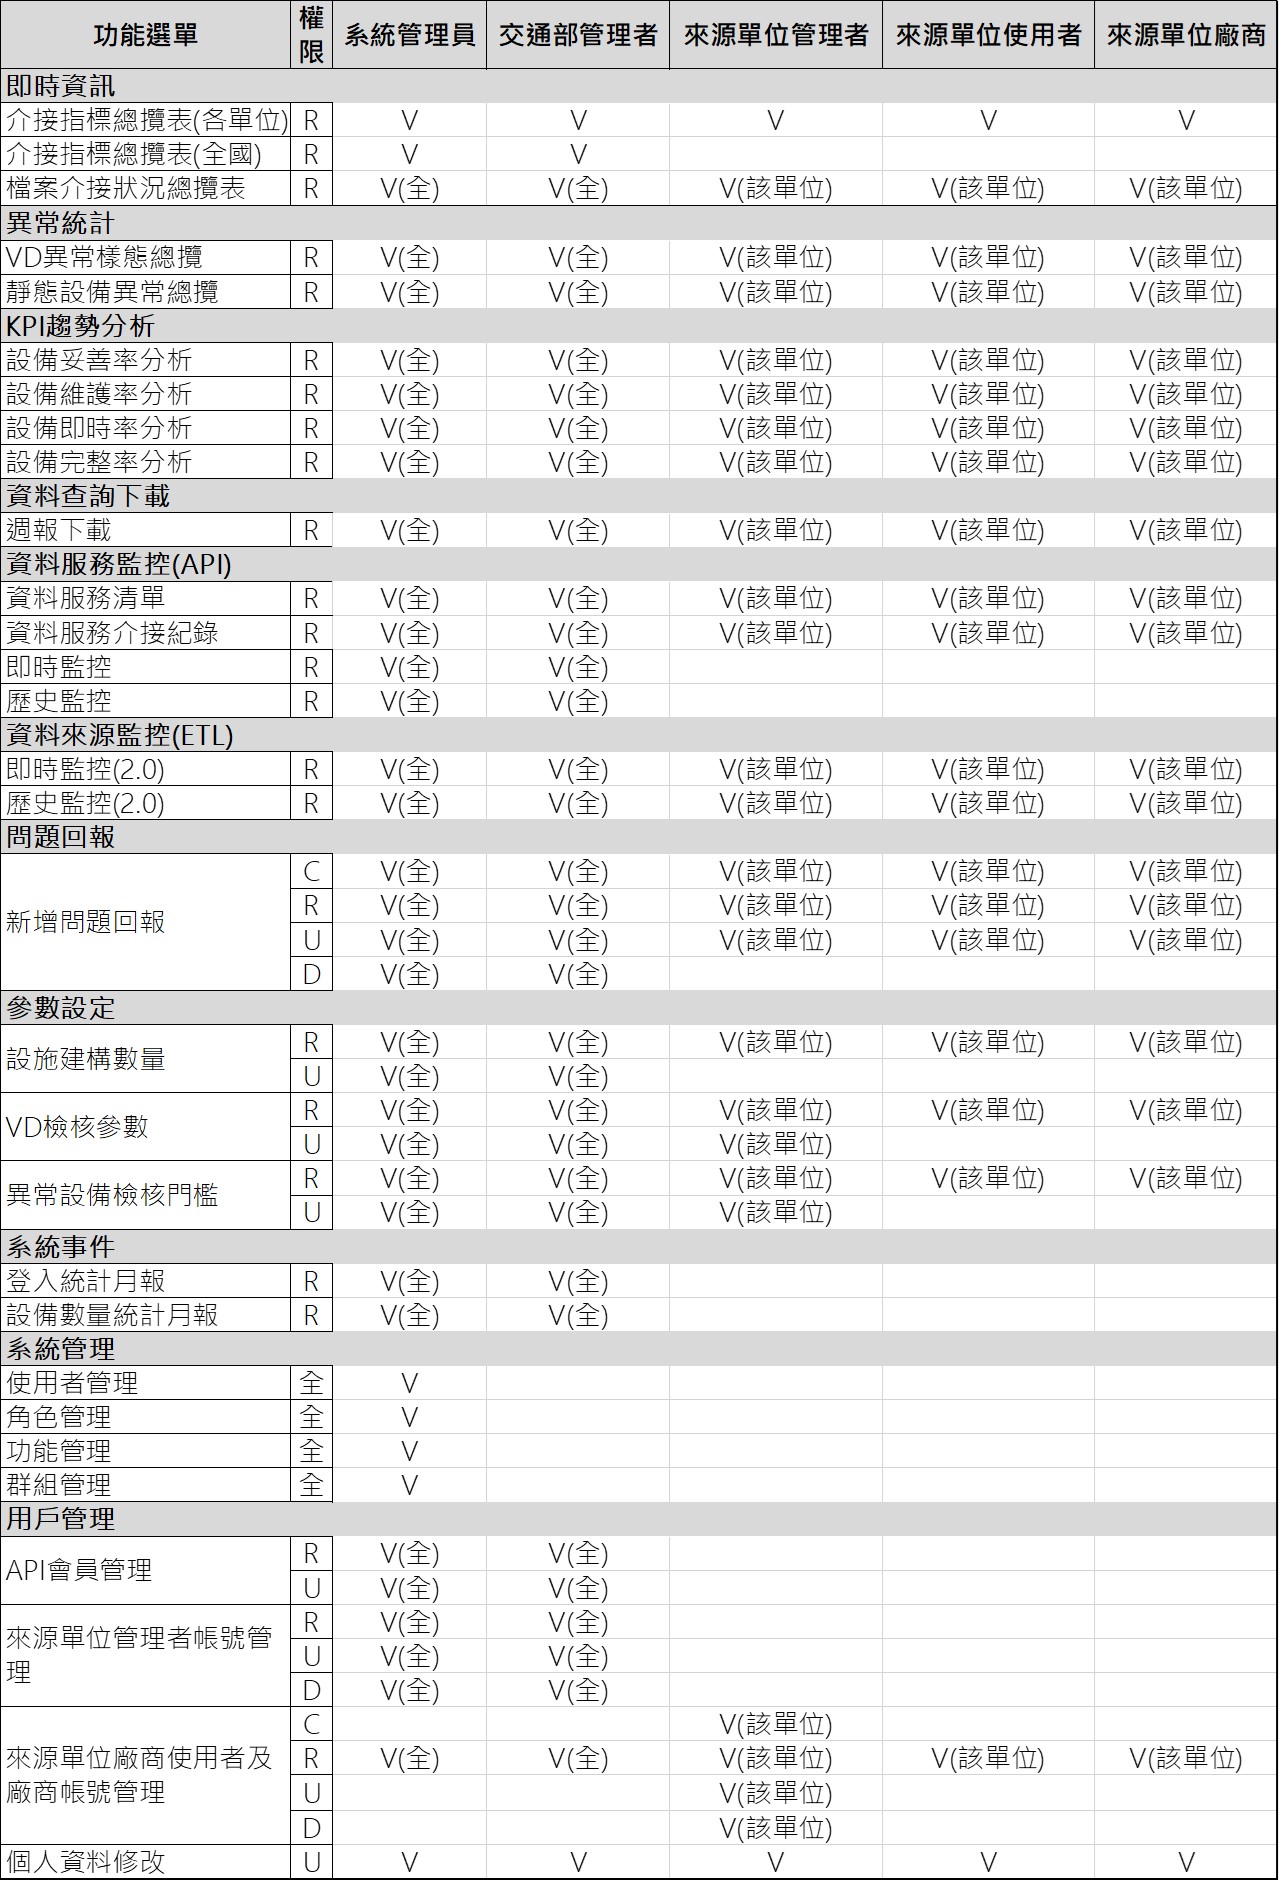 功能選單 權限 系統管理員 交通部管理者 來源單位管理者 來源單位使用者 來源單位廠商
即時資訊
介接指標總攬表(各單位) R V V V V V
介接指標總攬表(全國) R V V
檔案介接狀況總攬表 R V(全) V(全) V(該單位) V(該單位) V(該單位)
異常統計
VD異常樣態總攬 R V(全) V(全) V(該單位) V(該單位) V(該單位)
靜態設備異常總攬 R V(全) V(全) V(該單位) V(該單位) V(該單位)
KPI趨勢分析
設備妥善率分析 R V(全) V(全) V(該單位) V(該單位) V(該單位)
設備維護率分析 R V(全) V(全) V(該單位) V(該單位) V(該單位)
設備即時率分析 R V(全) V(全) V(該單位) V(該單位) V(該單位)
設備完整率分析 R V(全) V(全) V(該單位) V(該單位) V(該單位)
資料查詢下載
週報下載 R V(全) V(全) V(該單位) V(該單位) V(該單位)
資料服務監控(API)
資料服務清單 R V(全) V(全) V(該單位) V(該單位) V(該單位)
資料服務介接紀錄 R V(全) V(全) V(該單位) V(該單位) V(該單位)
即時監控 R V(全) V(全)
歷史監控 R V(全) V(全)
資料來源監控(ETL)
即時監控(2.0) R V(全) V(全) V(該單位) V(該單位) V(該單位)
歷史監控(2.0) R V(全) V(全) V(該單位) V(該單位) V(該單位)
問題回報
新增問題回報
C V(全) V(全) V(該單位) V(該單位) V(該單位)
R V(全) V(全) V(該單位) V(該單位) V(該單位)
U V(全) V(全) V(該單位) V(該單位) V(該單位)
D V(全) V(全)
參數設定
設施建構數量
R V(全) V(全) V(該單位) V(該單位) V(該單位)
U V(全) V(全)
VD檢核參數
R V(全) V(全) V(該單位) V(該單位) V(該單位)
U V(全) V(全) V(該單位)
異常設備檢核門檻
R V(全) V(全) V(該單位) V(該單位) V(該單位)
U V(全) V(全) V(該單位)
系統事件
登入統計月報 R V(全) V(全)
設備數量統計月報 R V(全) V(全)
系統管理
使用者管理 全 V
角色管理 全 V
功能管理 全 V
群組管理 全 V
用戶管理
API會員管理
R V(全) V(全)
U V(全) V(全)
來源單位管理者帳號管
理
R V(全) V(全)
U V(全) V(全)
D V(全) V(全)
來源單位廠商使用者及
廠商帳號管理
C V(該單位)
R V(全) V(全) V(該單位) V(該單位) V(該單位)
U V(該單位)
D V(該單位)
個人資料修改 U V V V V V